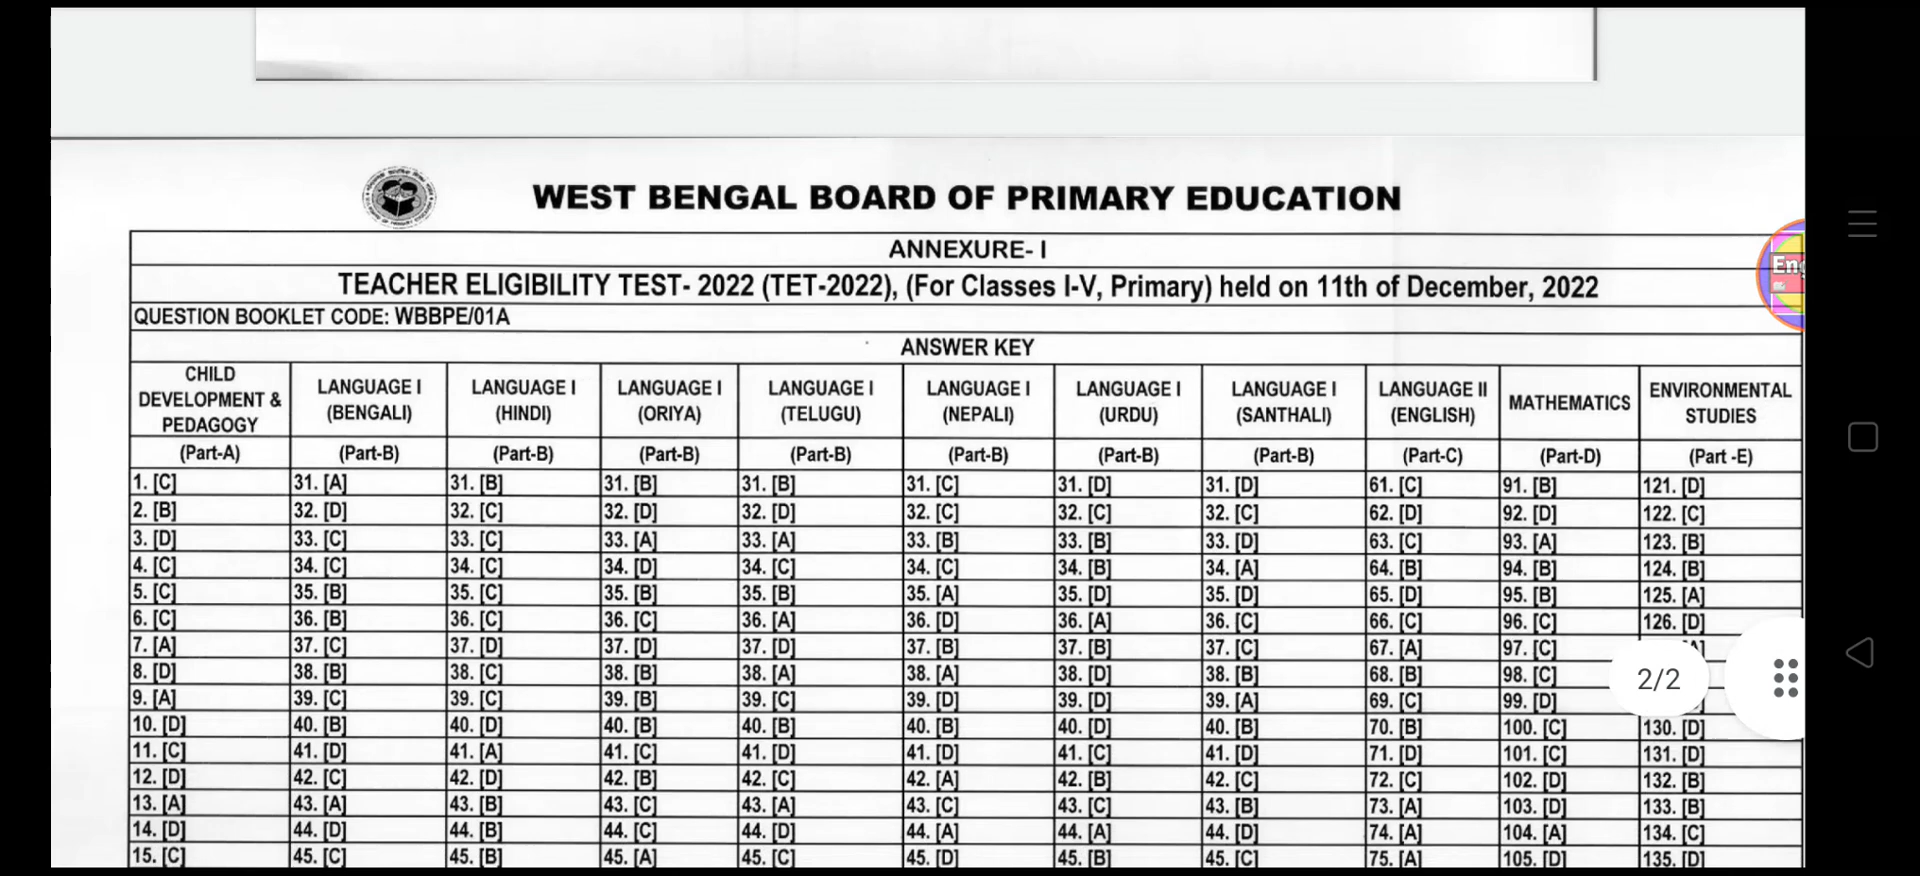 WEST BENGAL BOARD OF PRIMARY EDUCATION
ANNEXURE- I
TEACHER ELIGIBILITY TEST- 2022 (TET-2022), (For Classes I-V, Primary) held on 11th of December, 2022
QUESTION BOOKLET CODE: WBBPE/01A
ANSWER KEY
CHILD DEVELOPMENT & PEDAGOGY LANGUAGE I (BENGALI) LANGUAGE I (HINDI) LANGUAGE I (ORIYA) LANGUAGE I (TELUGU) LANGUAGE I (NEPALI) LANGUAGE I (URDU) LANGUAGE I (SANTHALI) LANGUAGE II (ENGLISH) MATHEMATICS ENVIRONMENTAL STUDIES
(Part-A) (Part-B) (Part-B) (Part-B) (Part-B) (Part-B) (Part-B) (Part-B) (Part-C) (Part-D) (Part -E)
1. [C] 31. [A] 31. [B] 31. [B] 31. [B] 31. [C] 31. [D] 31. [D] 61. [C] 91. [B] 121. [D]
2. [B] 32. [D] 32. [C] 32. [D] 32. [D] 32. [C] 32. [C] 32. [C] 62. [D] 92. [D] 122. [C]
3. [D] 33. [C] 33. [C] 33. [A] 33. [A] 33. [B] 33. [B] 33. [D] 63. [C] 93. [A] 123. [B]
4. [C] 34. [C] 34. [C] 34. [D] 34. [C] 34. [C] 34. [B] 34. [A] 64. [B] 94. [B] 124. [B]
5. [C] 35. [B] 35. [C] 35. [B] 35. [B] 35. [A] 35. [D] 35. [D] 65. [D] 95. [B] 125. [A]
6. [C] 36. [B] 36. [C] 36. [C] 36. [A] 36. [D] 36. [A] 36. [C] 66. [C] 96. [C] 126. [D]
7. [A] 37. [C] 37. [D] 37. [D] 37. [D] 37. [B] 37. [B] 37. [C] 67. [A] 97. [C]
8. [D] 38. [B] 38. [C] 38. [B] 38. [A] 38. [A] 38. [D] 38. [B] 68. [B] 98. [C] 2/2
9. [A] 39. [C] 39. [C] 39. [B] 39. [C] 39. [D] 39. [D] 39. [A] 69. [C] 99. [D]
10. [D] 40. [B] 40. [D] 40. [B] 40. [B] 40. [B] 40. [D] 40. [B] 70. [B] 100. [C] 130. [D]
11. [C] 41. [D] 41. [A] 41. [C] 41. [D] 41. [D] 41. [C] 41. [D] 71. [D] 101. [C] 131. [D]
12. [D] 42. [C] 42. [D] 42. [B] 42. [C] 42. [A] 42. [B] 42. [C] 72. [C] 102. [D] 132. [B]
13. [A] 43. [A] 43. [B] 43. [C] 43. [A] 43. [C] 43. [C] 43. [B] 73. [A] 103. [D] 133. [B]
14. [D] 44. [D] 44. [B] 44. [C] 44. [D] 44. [A] 44. [A] 44. [D] 74. [A] 104. [A] 134. [C]
15. [C] 45. [C] 45. [B] 45. [A] 45. [C] 45. [D] 45. [B] 45. [C] 75. [A] 105. [D] 135. [D]